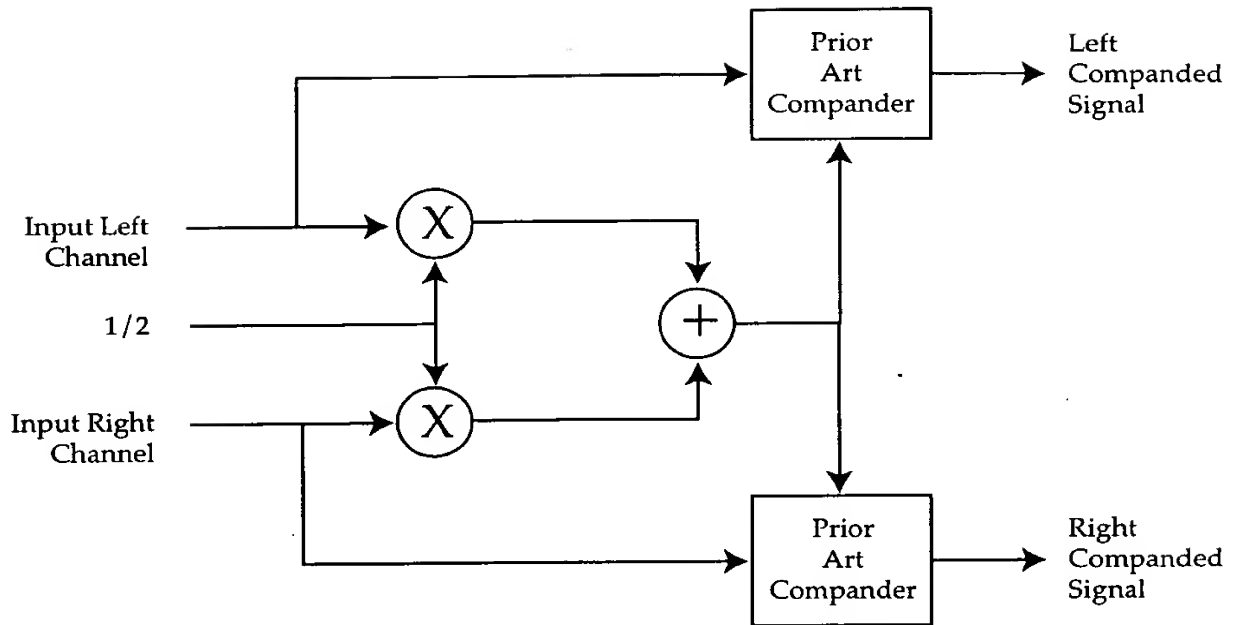 Prior
Art
Compander
Left
Companded
Signal
Input Left
Channel
X
1/2
+
Input Right
Channel
X
Prior
Art
Compander
Right
Companded
Signal